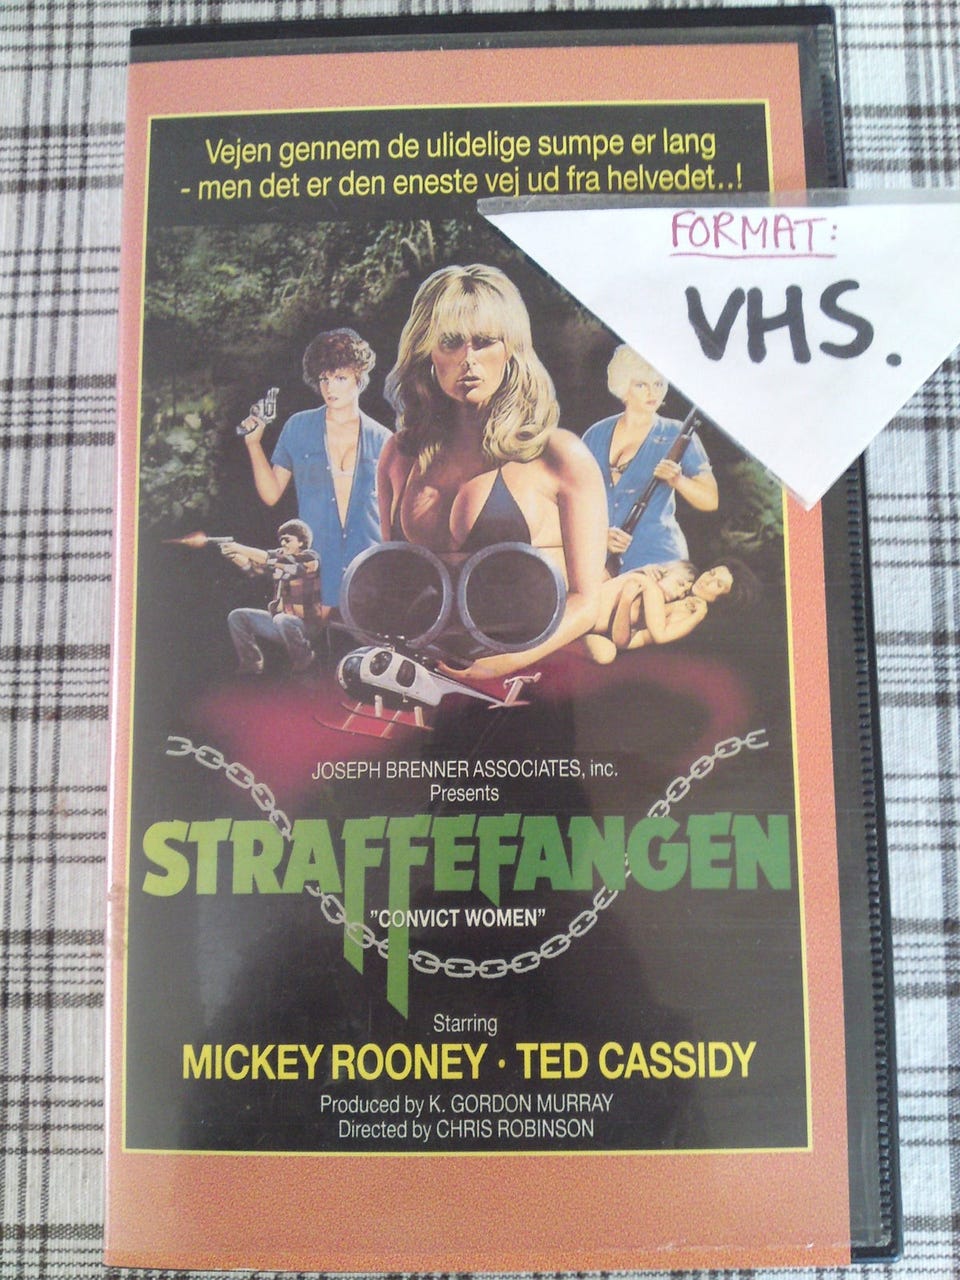 Vejen gennem de ulidelige sumpe er lang
- men det er den eneste vej ud fra helvedet..!
FORMAT:
VHS.
JOSEPH BRENNER ASSOCIATES, inc.
Presents
STRAFFEFANGEN
"CONVICT WOMEN"
Starring
MICKEY ROONEY · TED CASSIDY
Produced by K. GORDON MURRAY
Directed by CHRIS ROBINSON